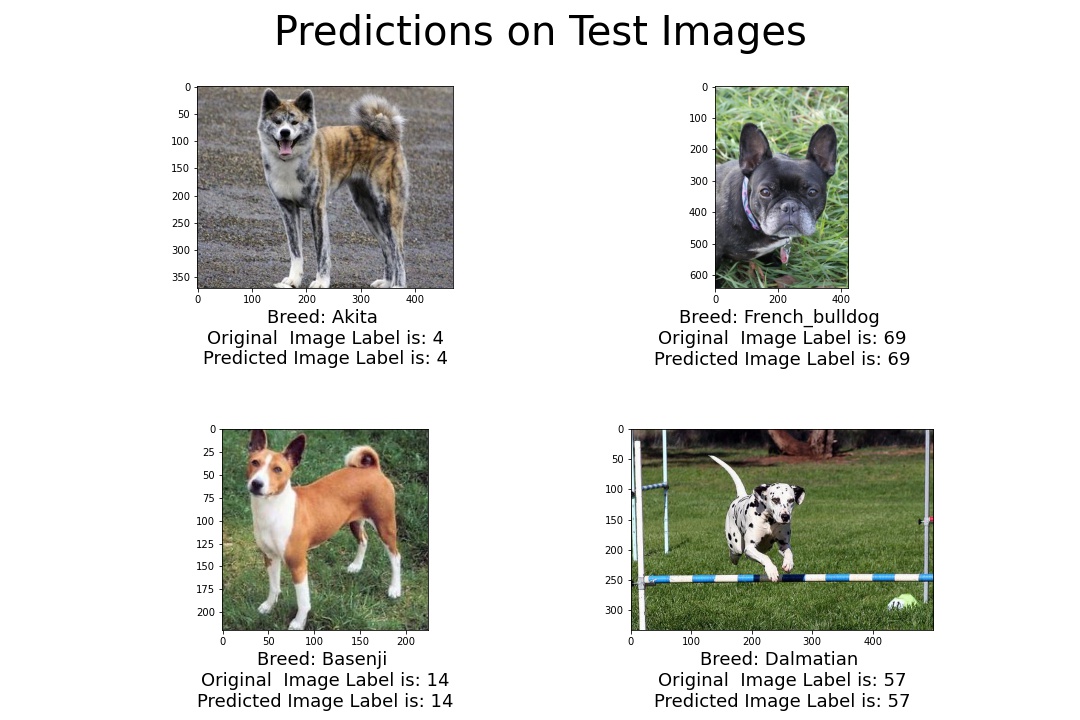 Predictions on Test Images
0
50
100
150
200
250
300
350
0 100 200 300 400
Breed: Akita
Original  Image Label is: 4
Predicted Image Label is: 4
0
100
200
300
400
500
600
0 200 400
Breed: French_bulldog
Original  Image Label is: 69
Predicted Image Label is: 69
0
25
50
75
100
125
150
175
200
0 50 100 150 200
Breed: Basenji
Original  Image Label is: 14
Predicted Image Label is: 14
0
50
100
150
200
250
300
0 100 200 300 400
Breed: Dalmatian
Original  Image Label is: 57
Predicted Image Label is: 57